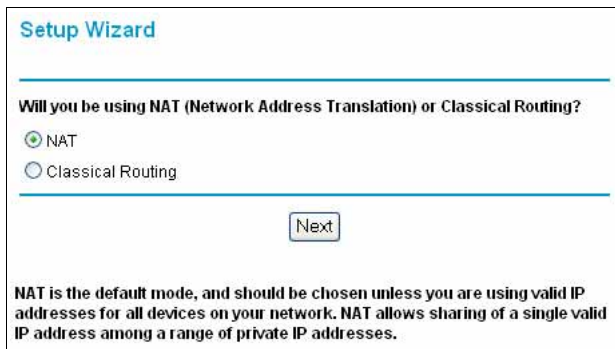 Setup Wizard
Will you be using NAT (Network Address Translation) or Classical Routing?
NAT
Classical Routing
Next
NAT is the default mode, and should be chosen unless you are using valid IP
addresses for all devices on your network. NAT allows sharing of a single valid
IP address among a range of private IP addresses.